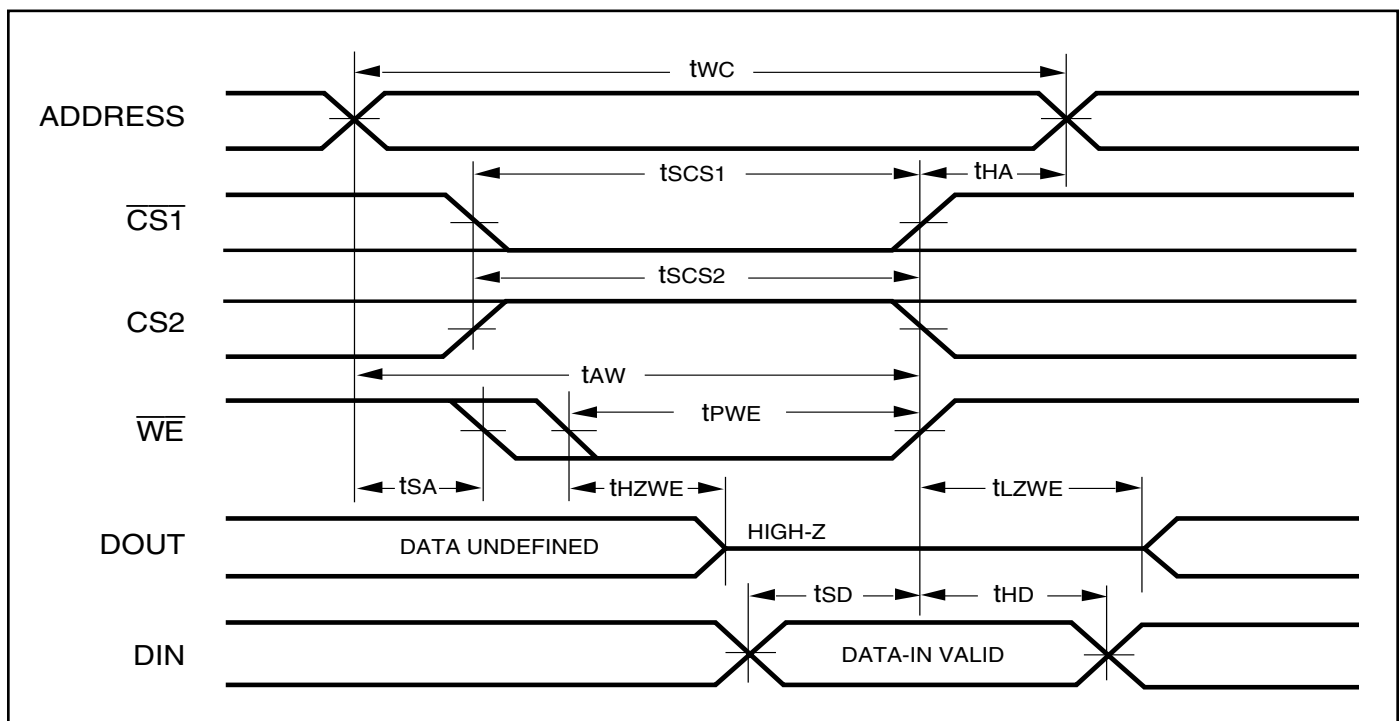 tWC
ADDRESS
tSCS1
tHA
CS1
tSCS2
CS2
tAW
WE
tPWE
tSA
tHZWE
tLZWE
DOUT
DATA UNDEFINED
HIGH-Z
tSD
tHD
DIN
DATA-IN VALID